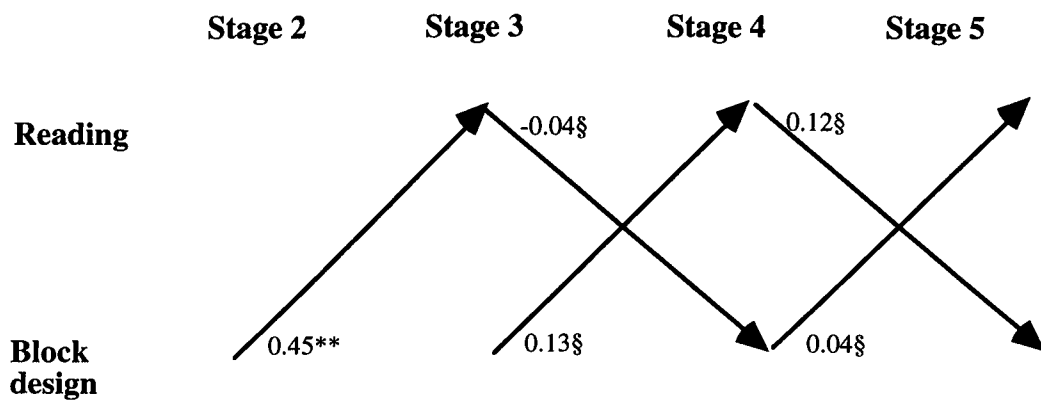 Stage 2 Stage 3 Stage 4 Stage 5
Reading
-0.04§ 0.12§
0.45** 0.13§ 0.04§
Block
design